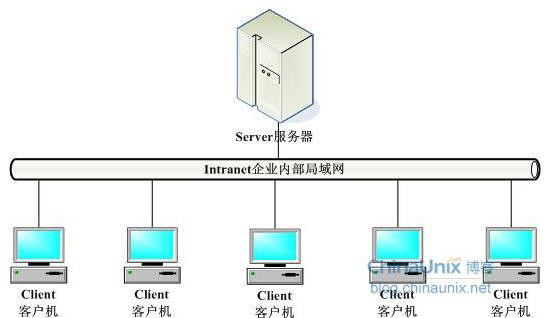 Server服务器
Intranet企业内部局域网
Client
客户机
Client
客户机
Client
客户机
Client
客户机
Client
客户机
ChinaUnix 博客
blog.chinaunix.net